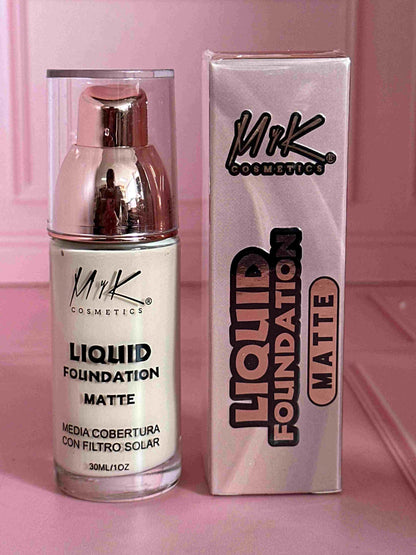 MYK
®
COSMETICS
LIQUID
FOUNDATION
MATTE
MEDIA COBERTURA
CON FILTRO SOLAR
30ML/1OZ
MYK
®
COSMETICS
LIQUID
FOUNDATION
MATTE